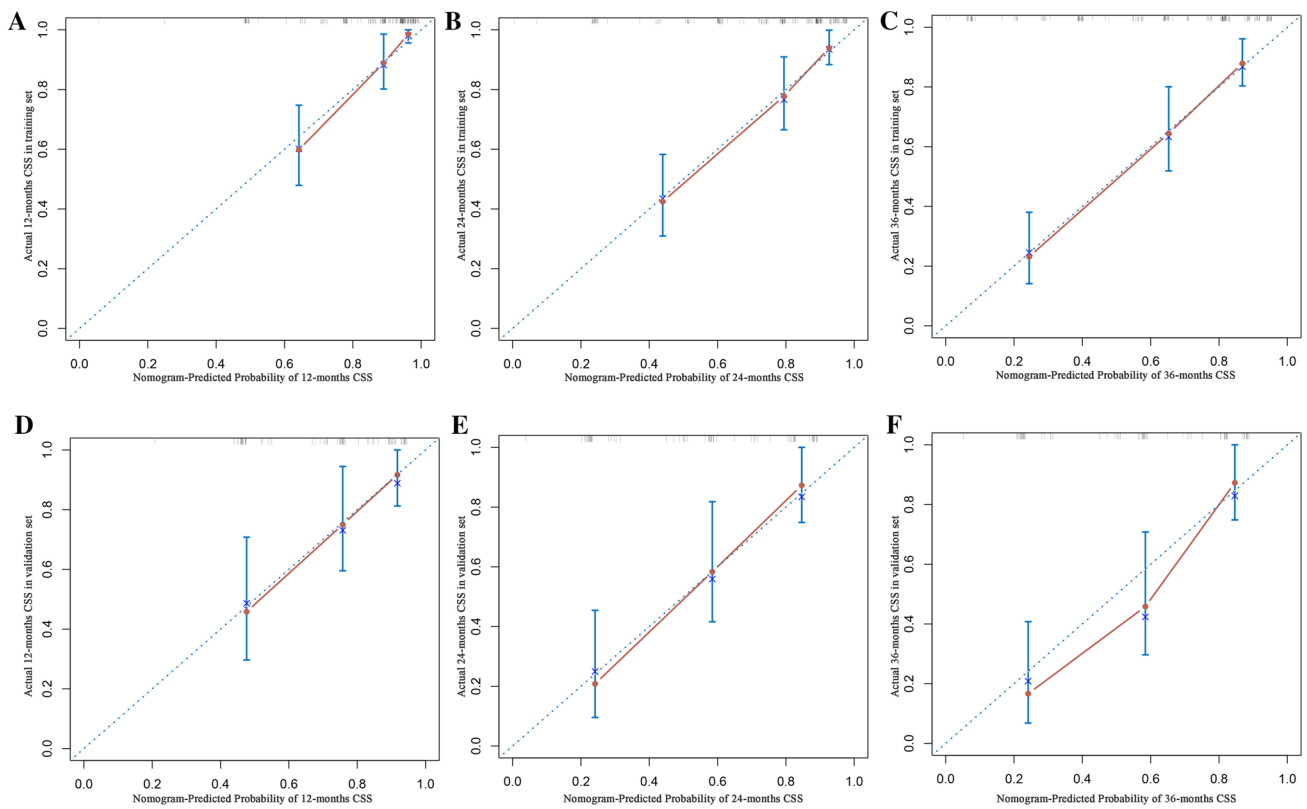 A
Actual 12-months CSS in training set
1.0
0.8
0.6
0.4
0.2
0.0
0.0 0.2 0.4 0.6 0.8 1.0
Nomogram-Predicted Probability of 12-months CSS
B
Actual 24-months CSS in training set
1.0
0.8
0.6
0.4
0.2
0.0
0.0 0.2 0.4 0.6 0.8 1.0
Nomogram-Predicted Probability of 24-months CSS
C
Actual 36-months CSS in training set
1.0
0.8
0.6
0.4
0.2
0.0
0.0 0.2 0.4 0.6 0.8 1.0
Nomogram-Predicted Probability of 36-months CSS
D
Actual 12-months CSS in validation set
1.0
0.8
0.6
0.4
0.2
0.0
0.0 0.2 0.4 0.6 0.8 1.0
Nomogram-Predicted Probability of 12-months CSS
E
Actual 24-months CSS in validation set
1.0
0.8
0.6
0.4
0.2
0.0
0.0 0.2 0.4 0.6 0.8 1.0
Nomogram-Predicted Probability of 24-months CSS
F
Actual 36-months CSS in validation set
1.0
0.8
0.6
0.4
0.2
0.0
0.0 0.2 0.4 0.6 0.8 1.0
Nomogram-Predicted Probability of 36-months CSS